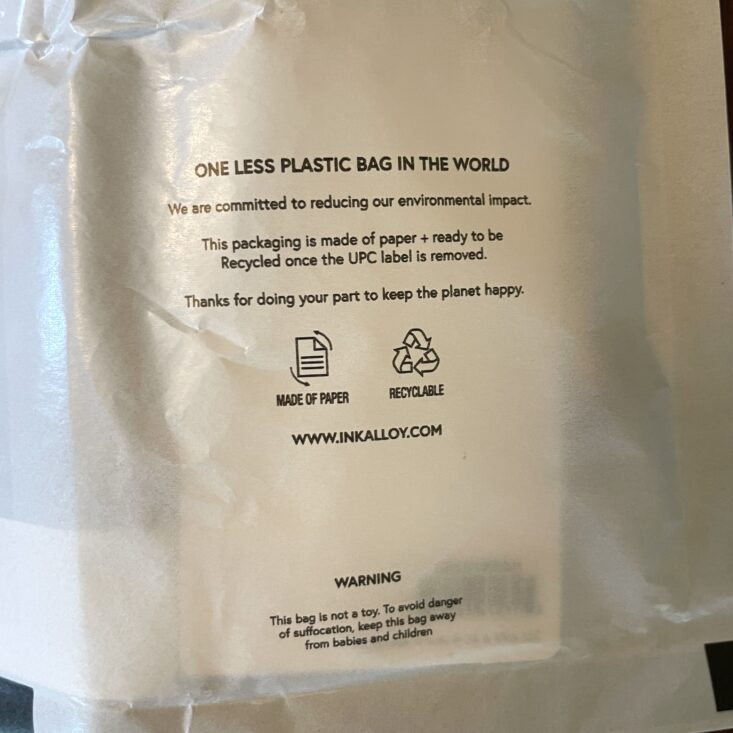 ONE LESS PLASTIC BAG IN THE WORLD
We are committed to reducing our environmental impact.
This packaging is made of paper + ready to be
Recycled once the UPC label is removed.
Thanks for doing your part to keep the planet happy.
MADE OF PAPER
RECYCLABLE
WWW.INKALLOY.COM
WARNING
This bag is not a toy. To avoid danger
of suffocation, keep this bag away
from babies and children